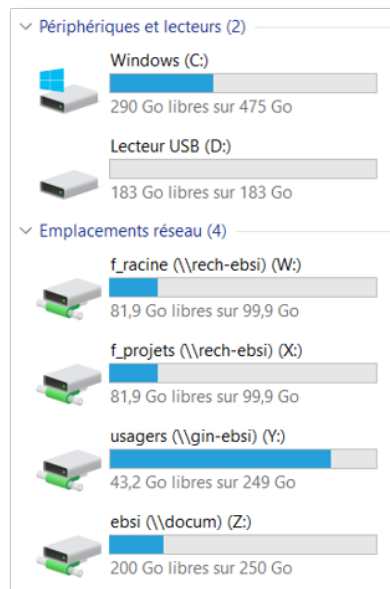 Périphériques et lecteurs (2)
Windows (C:)
290 Go libres sur 475 Go
Lecteur USB (D:)
183 Go libres sur 183 Go
Emplacements réseau (4)
f_racine (\\rech-ebsi) (W:)
81,9 Go libres sur 99,9 Go
f_projets (\\rech-ebsi) (X:)
81,9 Go libres sur 99,9 Go
usagers (\\gin-ebsi) (Y:)
43,2 Go libres sur 249 Go
ebsi (\\docum) (Z:)
200 Go libres sur 250 Go